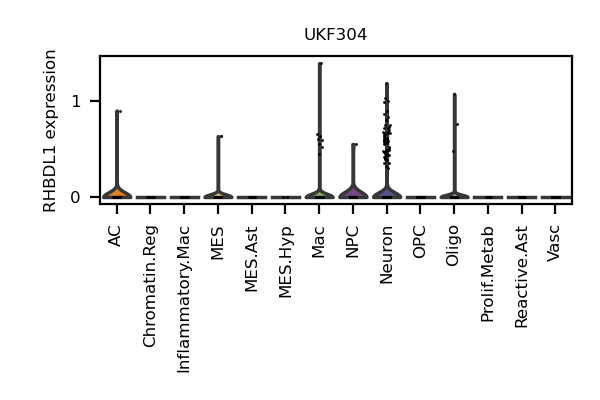 UKF304
RHBDL1 expression
1
0
AC
Chromatin.Reg
Inflammatory.Mac
MES
MES.Ast
MES.Hyp
Mac
NPC
Neuron
OPC
Oligo
Prolif.Metab
Reactive.Ast
Vasc